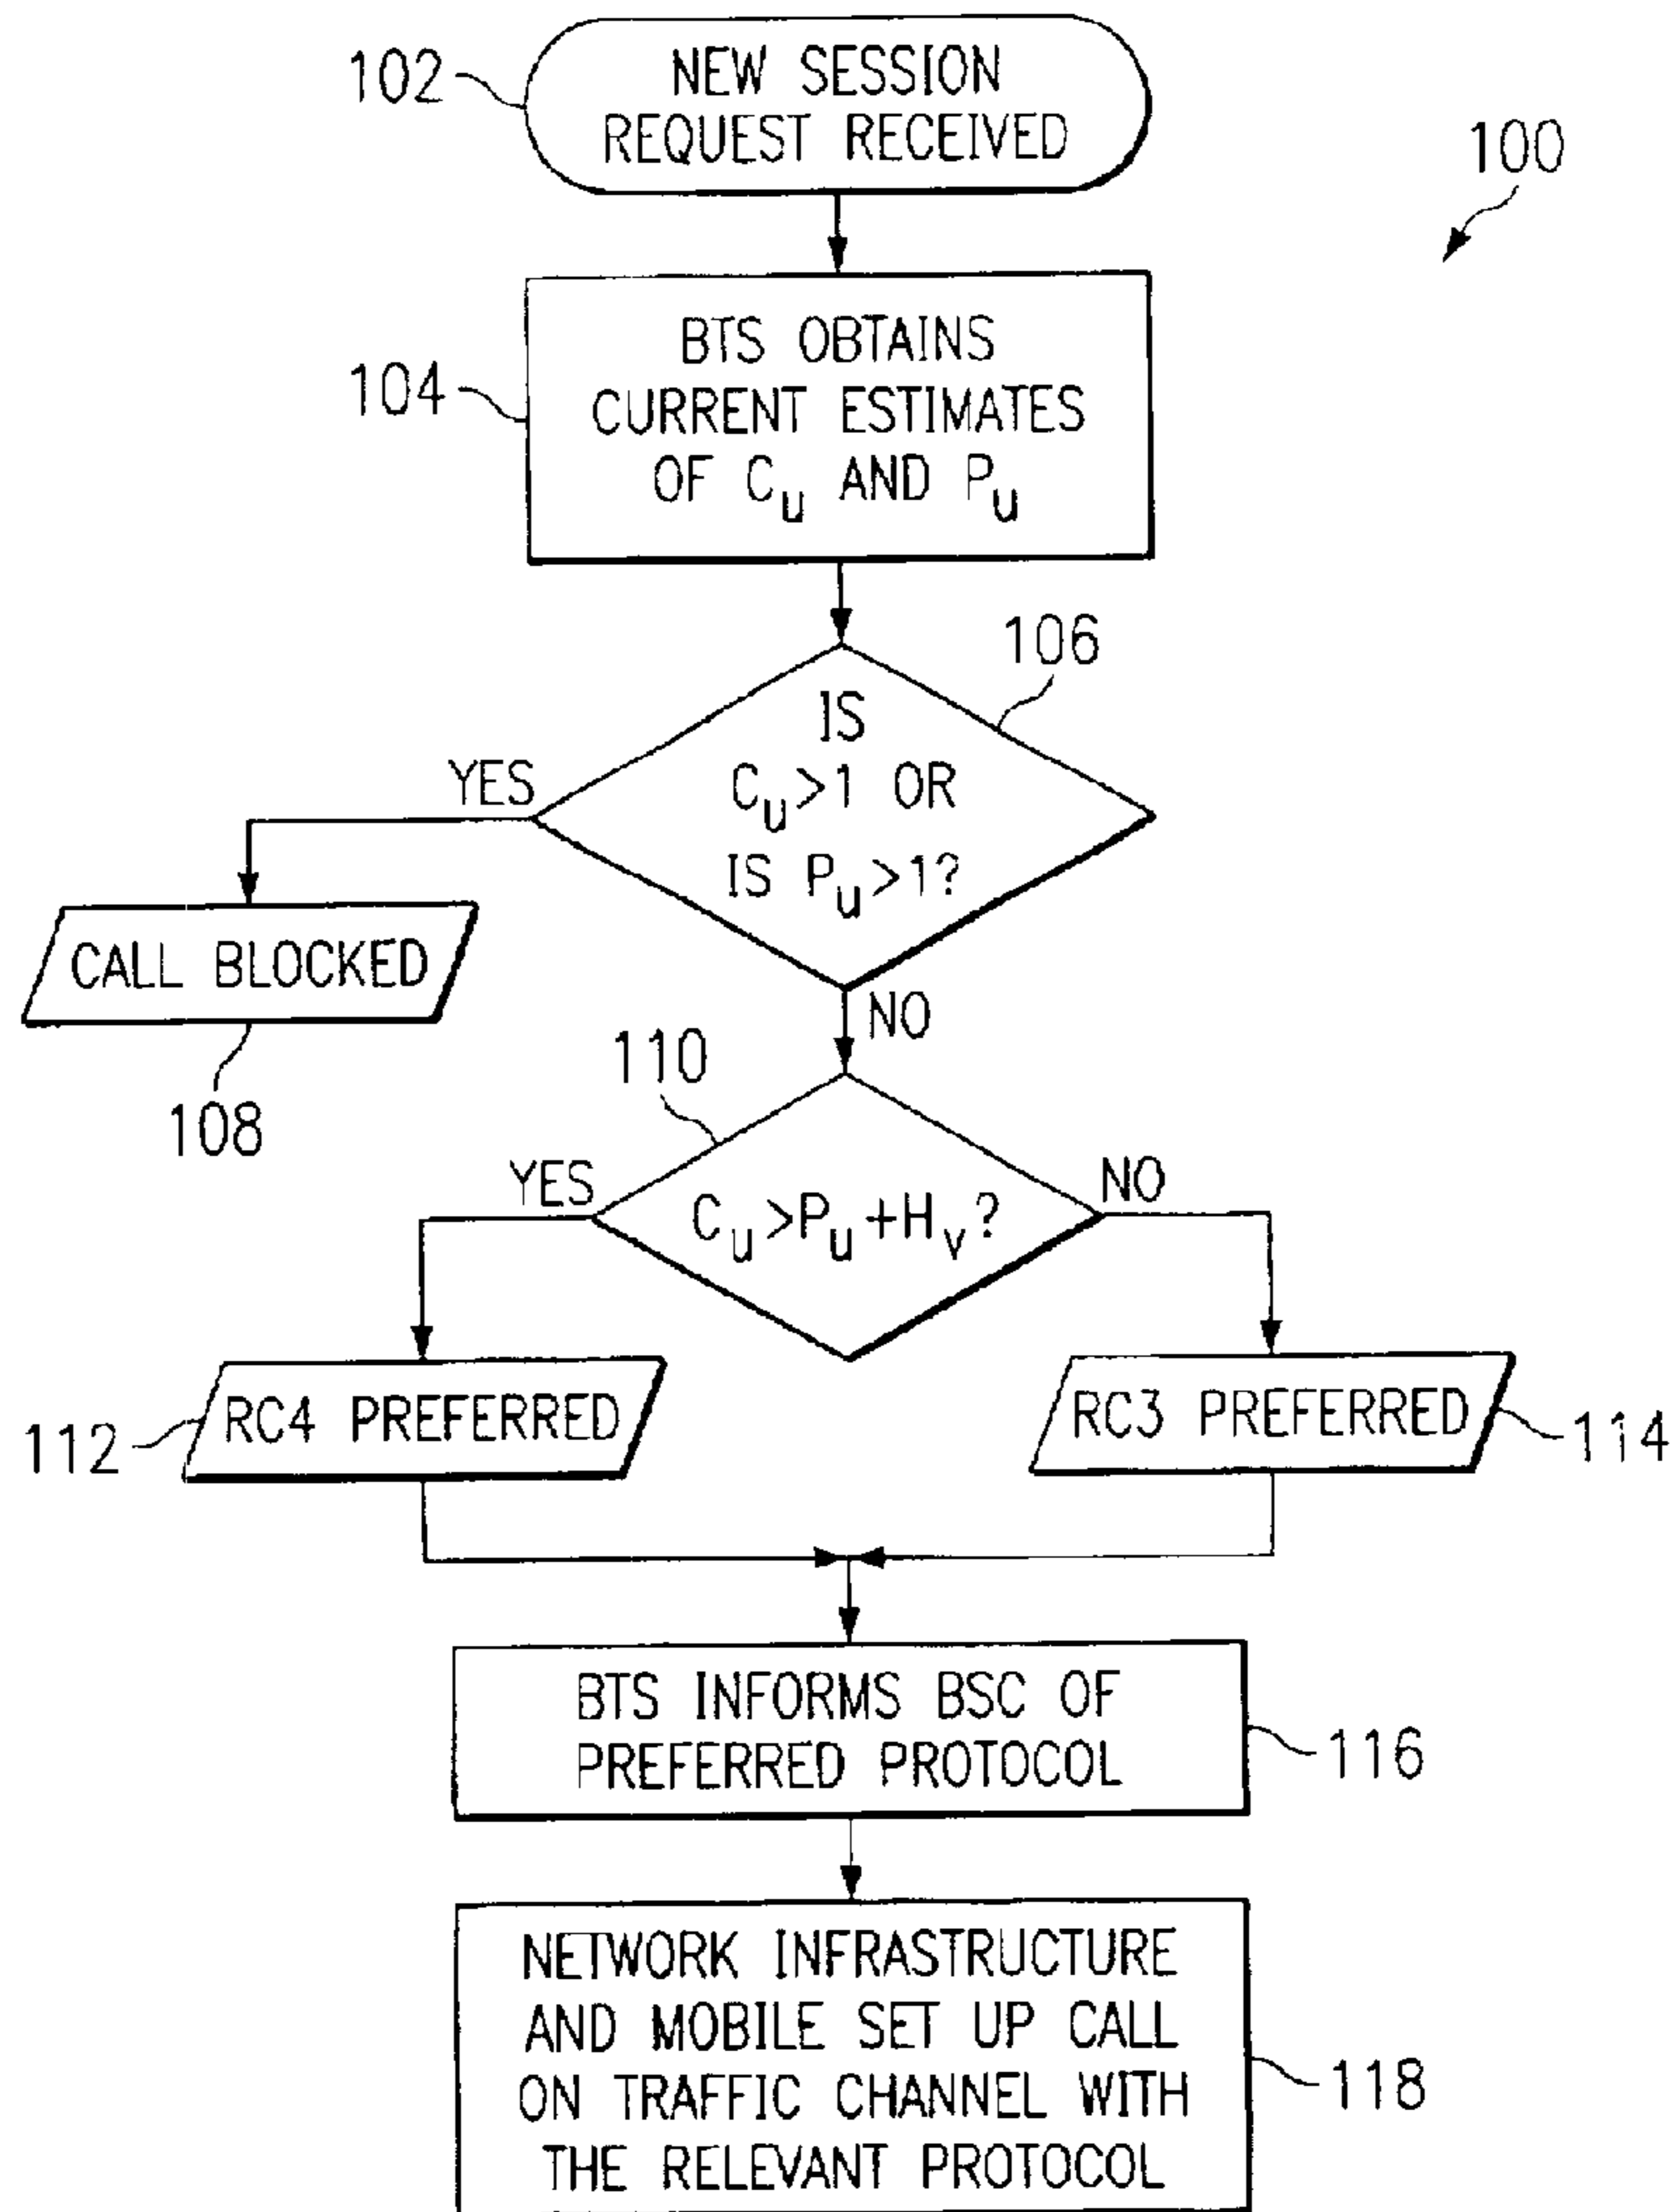 102
NEW SESSION
REQUEST RECEIVED
100
104
BTS OBTAINS
CURRENT ESTIMATES
OF Cu AND Pu
106
IS
Cu>1 OR
IS Pu>1?
YES
NO
CALL BLOCKED
108
110
Cu>Pu+Hv?
YES
NO
112
RC4 PREFERRED
RC3 PREFERRED
114
BTS INFORMS BSC OF
PREFERRED PROTOCOL
116
NETWORK INFRASTRUCTURE
AND MOBILE SET UP CALL
ON TRAFFIC CHANNEL WITH
THE RELEVANT PROTOCOL
118